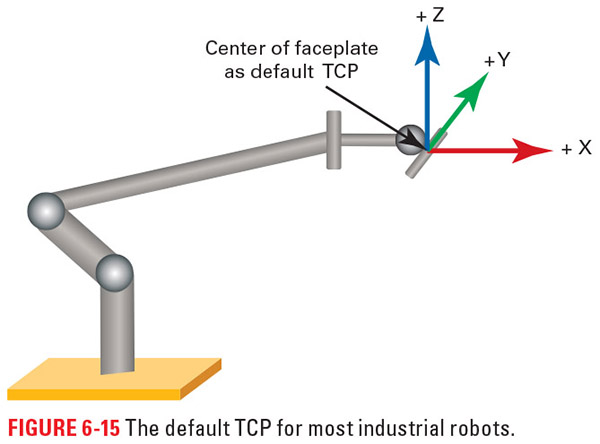 + Z
Center of faceplate
as default TCP
+Y
+ X
FIGURE 6-15 The default TCP for most industrial robots.